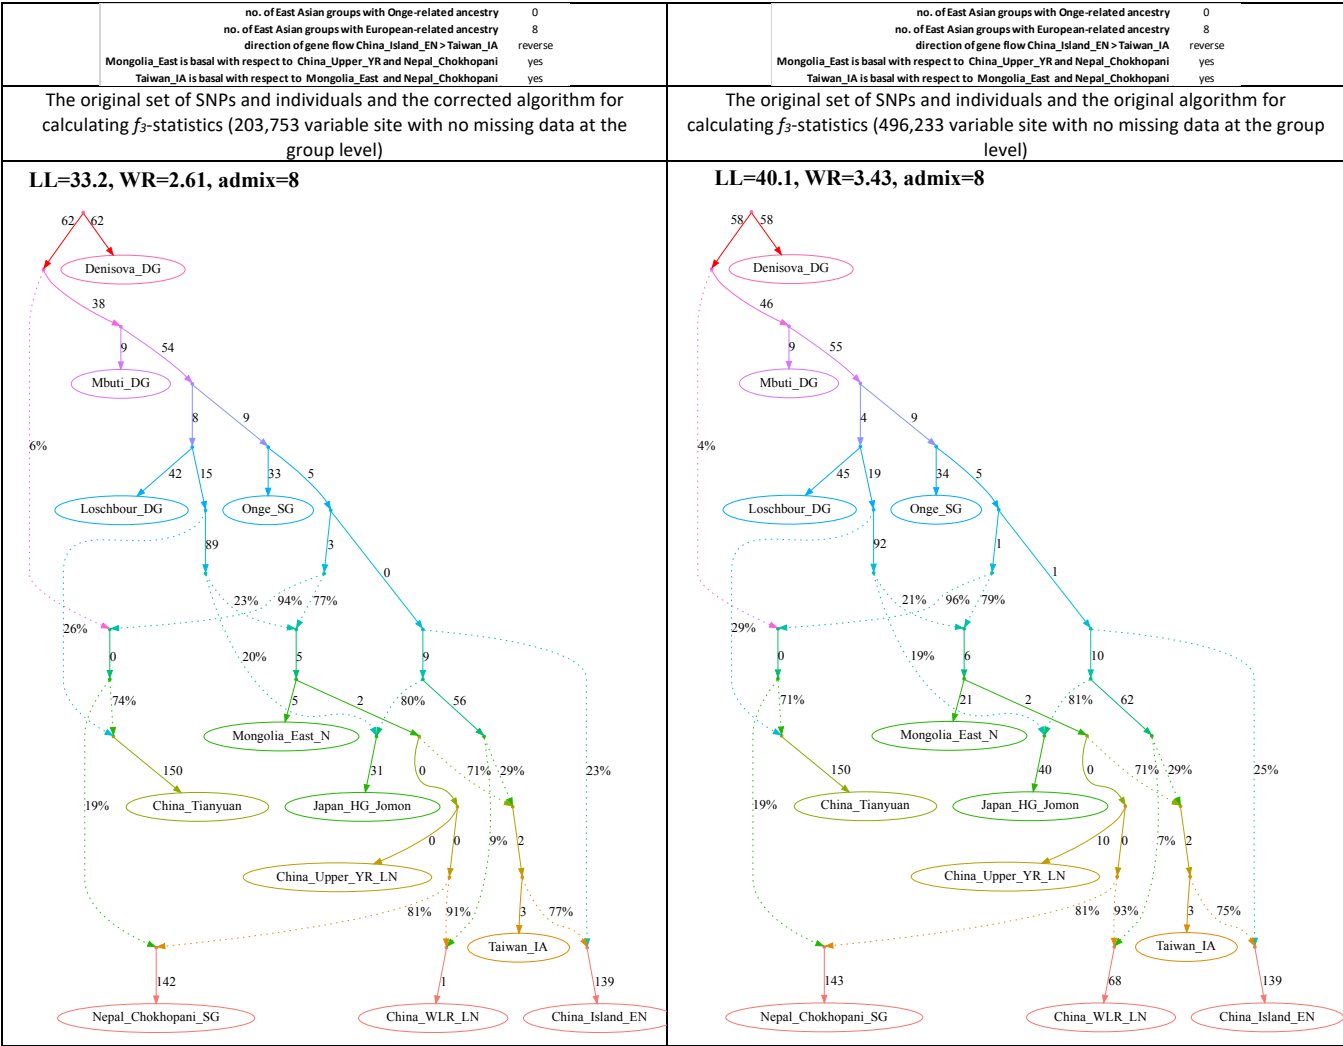 no. of East Asian groups with Onge-related ancestry 0
no. of East Asian groups with European-related ancestry 8
direction of gene flow China_Island_EN > Taiwan_IA reverse
Mongolia_East is basal with respect to China_Upper_YR and Nepal_Chokhopani yes
Taiwan_IA is basal with respect to Mongolia_East and Nepal_Chokhopani yes
The original set of SNPs and individuals and the corrected algorithm for
calculating f3-statistics (203,753 variable site with no missing data at the
group level)
LL=33.2, WR=2.61, admix=8
62 62
Denisova_DG
38
9 54
Mbuti_DG
8 9
6%
42 15 33 5
Loschbour_DG Onge_SG
89 3 0
23% 94% 77%
26%
0 20% 5 9
74% 5 2 80% 56
Mongolia_East_N
150 31 0 71% 29% 23%
19% China_Tianyuan Japan_HG_Jomon
0 0 9% 2
China_Upper_YR_LN
81% 91% 3 77%
Taiwan_IA
142 1 139
Nepal_Chokhopani_SG China_WLR_LN China_Island_EN
no. of East Asian groups with Onge-related ancestry 0
no. of East Asian groups with European-related ancestry 8
direction of gene flow China_Island_EN > Taiwan_IA reverse
Mongolia_East is basal with respect to China_Upper_YR and Nepal_Chokhopani yes
Taiwan_IA is basal with respect to Mongolia_East and Nepal_Chokhopani yes
The original set of SNPs and individuals and the original algorithm for
calculating f3-statistics (496,233 variable site with no missing data at the group
level)
LL=40.1, WR=3.43, admix=8
58 58
Denisova_DG
46
9 55
Mbuti_DG
4 9
4%
45 19 34 5
Loschbour_DG Onge_SG
92 1 1
21% 96% 79%
29%
0 19% 6 10
71% 21 2 81% 62
Mongolia_East_N
150 40 0 71% 29% 25%
19% China_Tianyuan Japan_HG_Jomon
10 0 7% 2
China_Upper_YR_LN
81% 93% 3 75%
Taiwan_IA
143 68 139
Nepal_Chokhopani_SG China_WLR_LN China_Island_EN